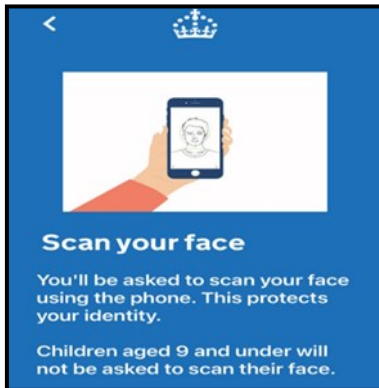 Scan your face
You'll be asked to scan your face
using the phone. This protects
your identity.
Children aged 9 and under will
not be asked to scan their face.